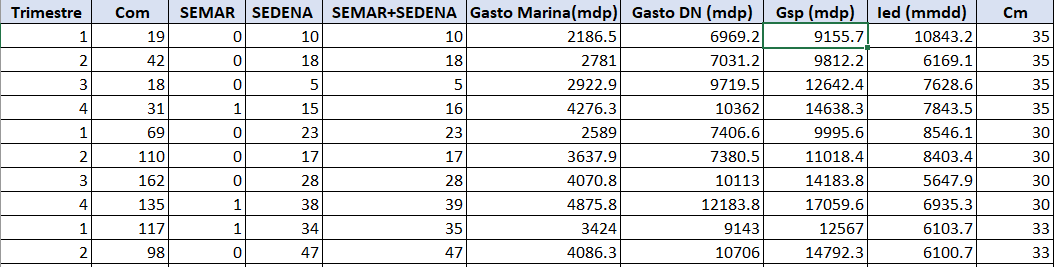 Trimestre Com SEMAR SEDENA SEMAR+SEDENA Gasto Marina(mdp) Gasto DN (mdp) Gsp (mdp) Ied (mmdd) Cm
1 19 0 10 10 2186.5 6969.2 9155.7 10843.2 35
2 42 0 18 18 2781 7031.2 9812.2 6169.1 35
3 18 0 5 5 2922.9 9719.5 12642.4 7628.6 35
4 31 1 15 16 4276.3 10362 14638.3 7843.5 35
1 69 0 23 23 2589 7406.6 9995.6 8546.1 30
2 110 0 17 17 3637.9 7380.5 11018.4 8403.4 30
3 162 0 28 28 4070.8 10113 14183.8 5647.9 30
4 135 1 38 39 4875.8 12183.8 17059.6 6935.3 30
1 117 1 34 35 3424 9143 12567 6103.7 33
2 98 0 47 47 4086.3 10706 14792.3 6100.7 33